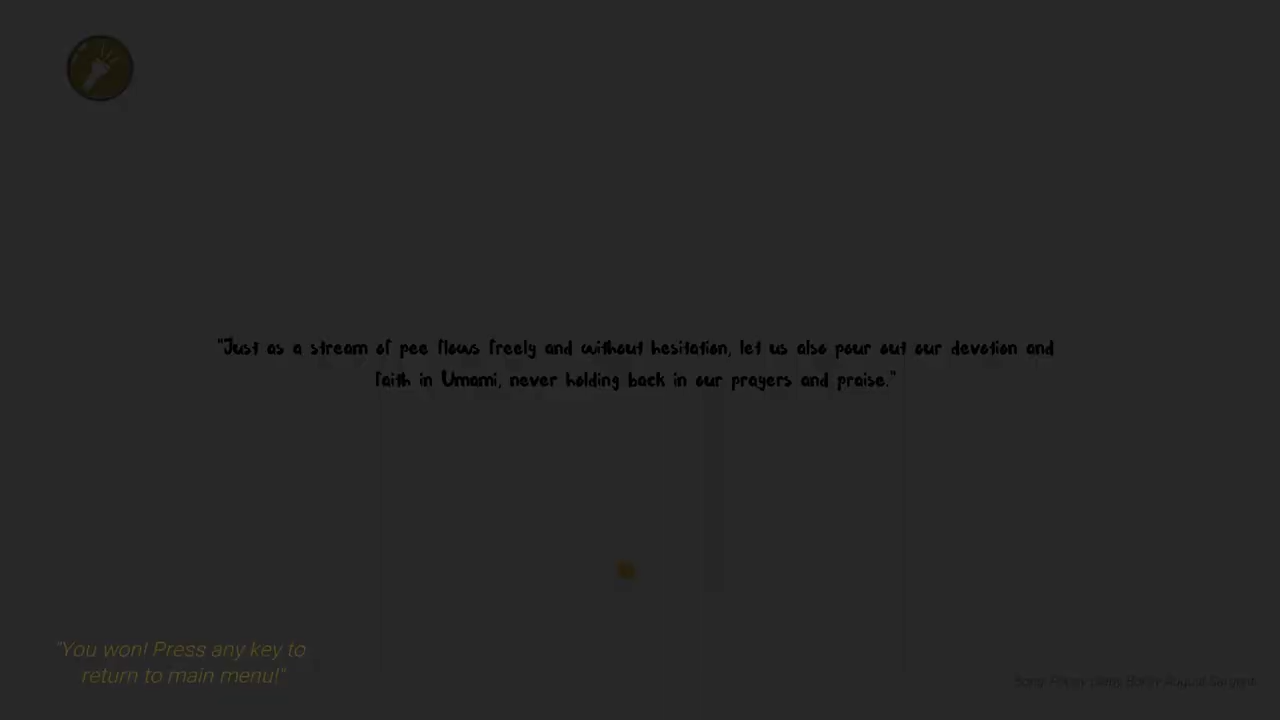 "Just as a stream of pee flows freely and without hesitation, let us also pour out our devotion and
faith in Umami, never holding back in our prayers and praise."
"You won! Press any key to
return to main menu!"
August Sargent